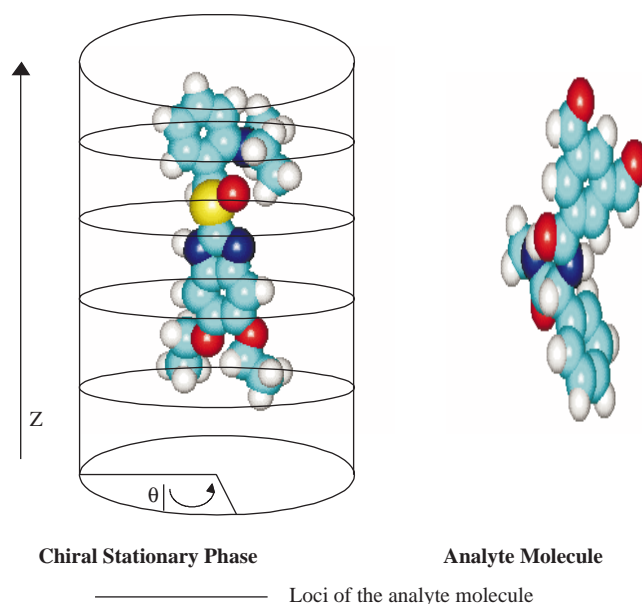 Z
θ
Chiral Stationary Phase
Analyte Molecule
Loci of the analyte molecule